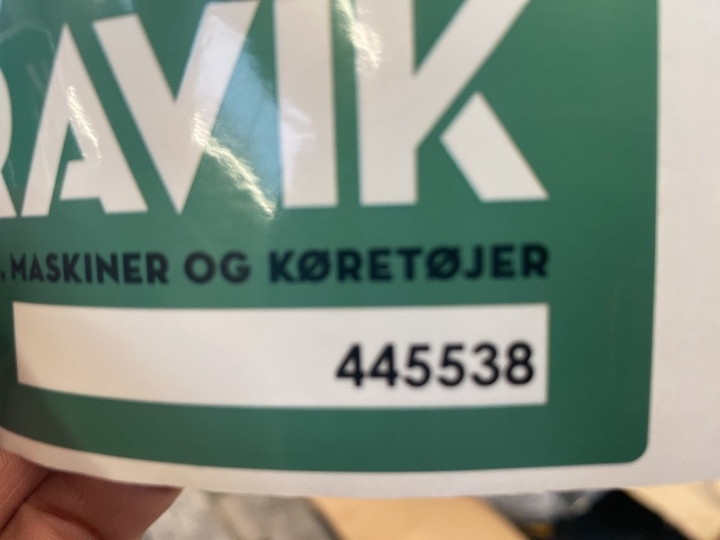 RAVIK
, MASKINER OG KØRETØJER
445538